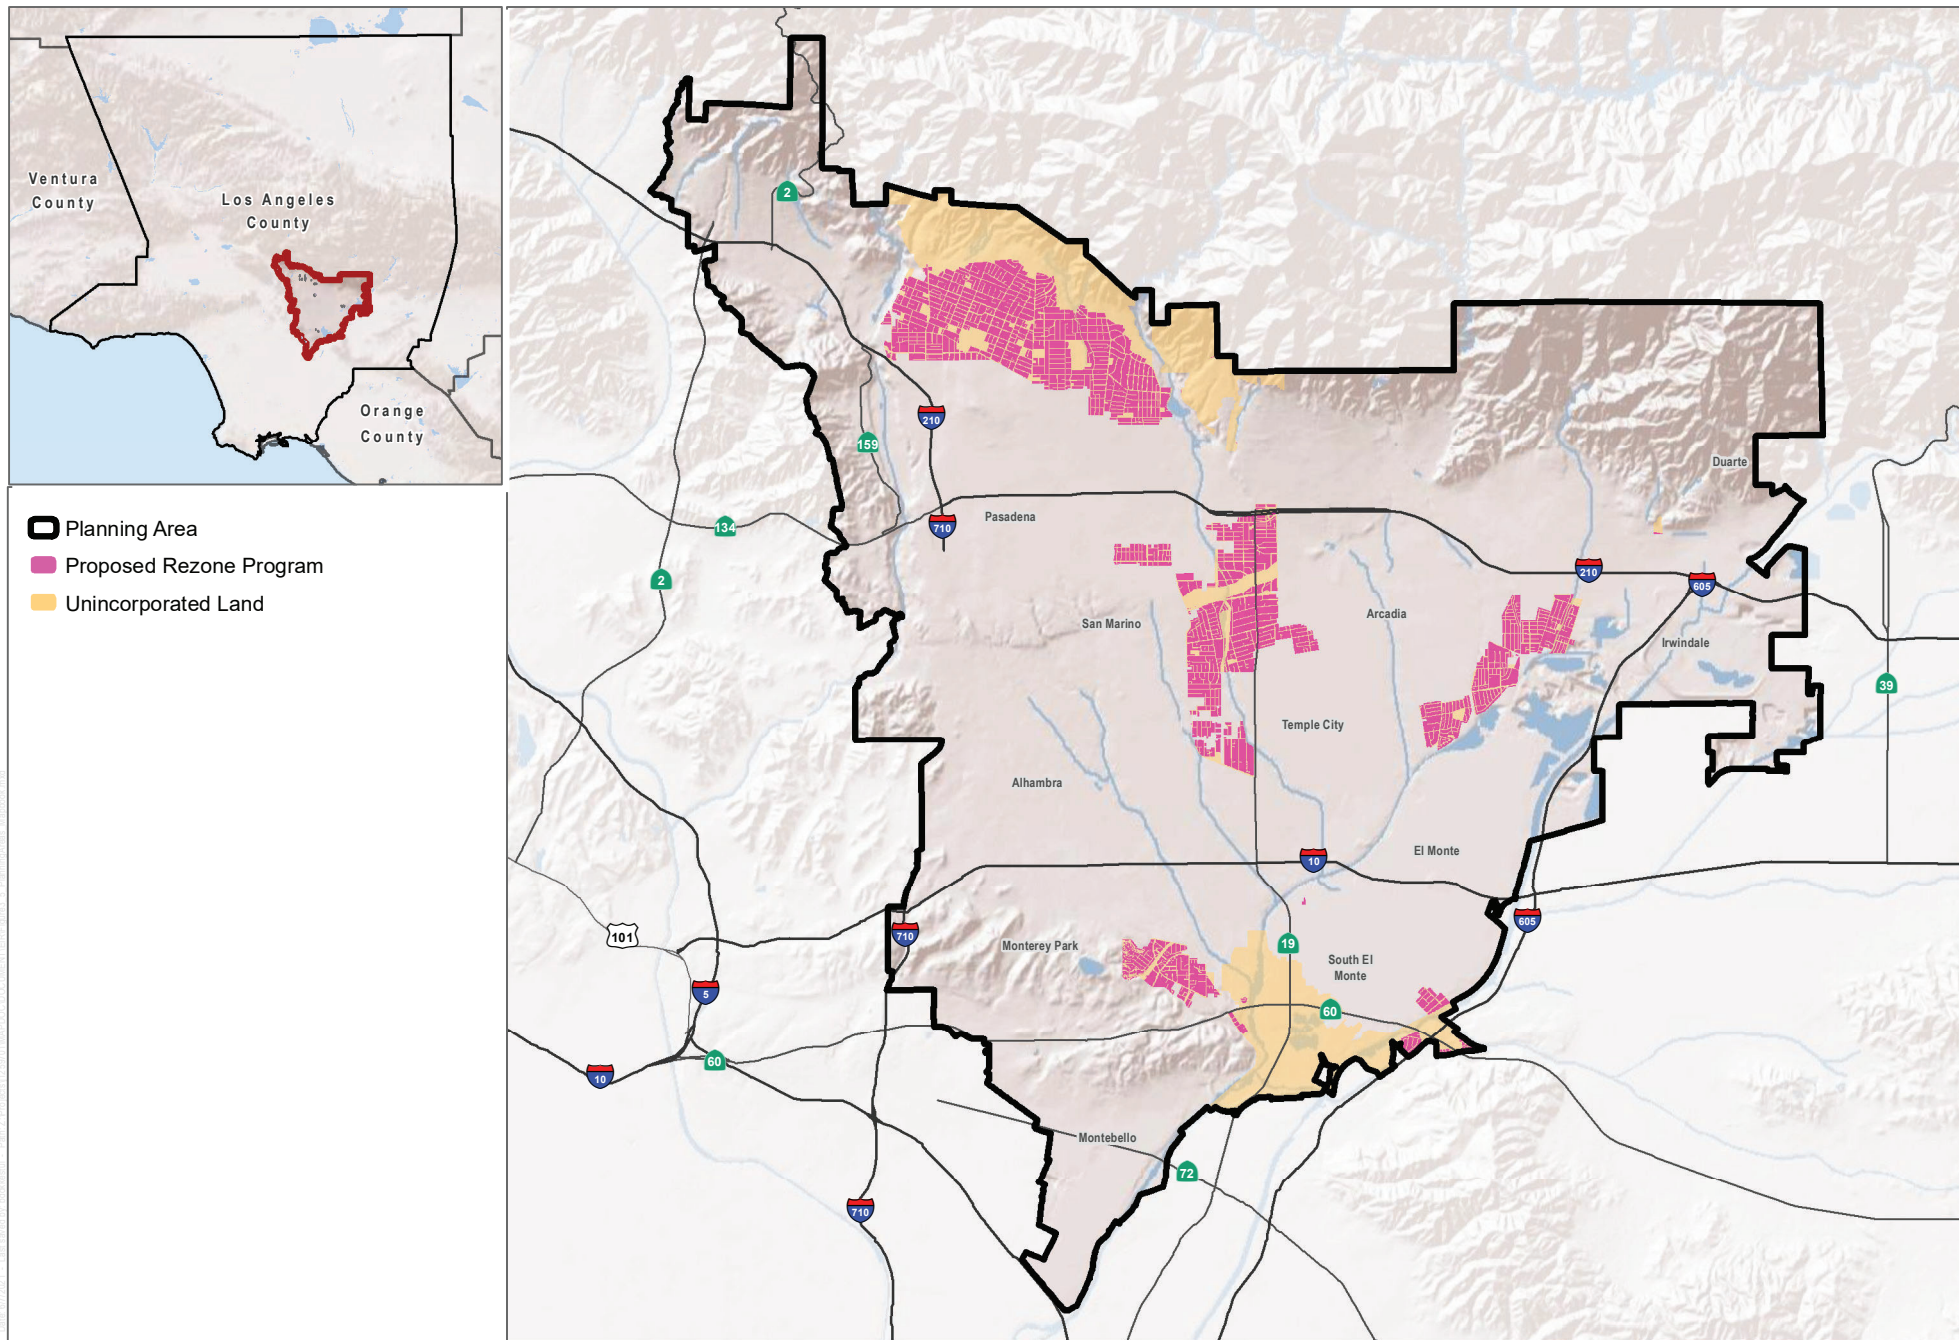 Ventura
County
Los Angeles
County
Orange
County
Planning Area
Proposed Rezone Program
Unincorporated Land
2
210
159
Duarte
134
710
Pasadena
2
210
605
San Marino
Arcadia
Irwindale
39
Temple City
Alhambra
10
El Monte
101
710
Monterey Park
19
605
South El
Monte
5
60
60
10
Montebello
72
710